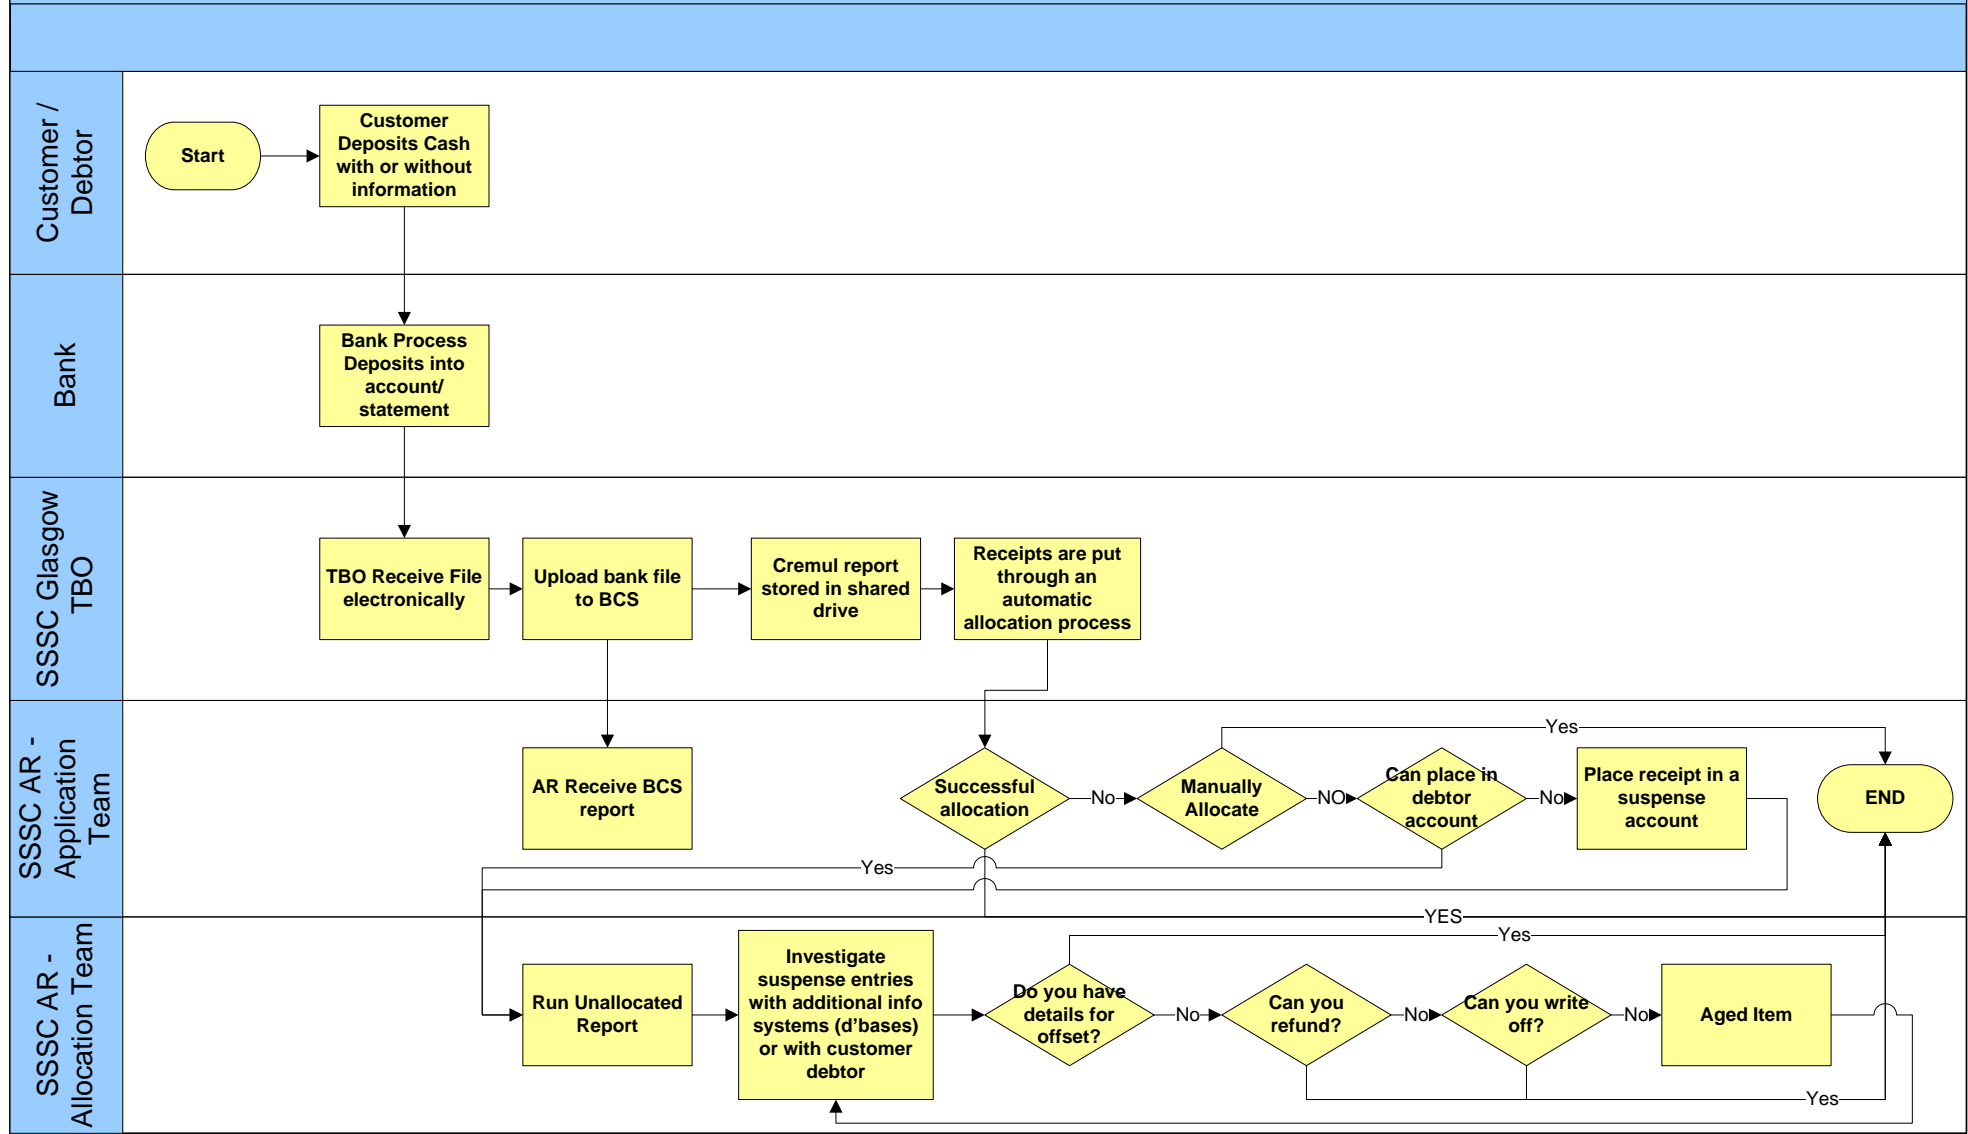 Customer /
Debtor
Start
Customer
Deposits Cash
with or without
information
Bank
Bank Process
Deposits into
account/
statement
SSSC Glasgow
TBO
TBO Receive File
electronically
Upload bank file
to BCS
Cremul report
stored in shared
drive
Receipts are put
through an
automatic
allocation process
SSSC AR -
Application
Team
AR Receive BCS
report
Successful
allocation
No
Manually
Allocate
NO
Can place in
debtor
account
No
Place receipt in a
suspense
account
Yes
END
Yes
YES
SSSC AR -
Allocation Team
Run Unallocated
Report
Investigate
suspense entries
with additional info
systems (d'bases)
or with customer
debtor
Do you have
details for
offset?
Yes
No
Can you
refund?
No
Can you write
off?
No
Aged Item
Yes